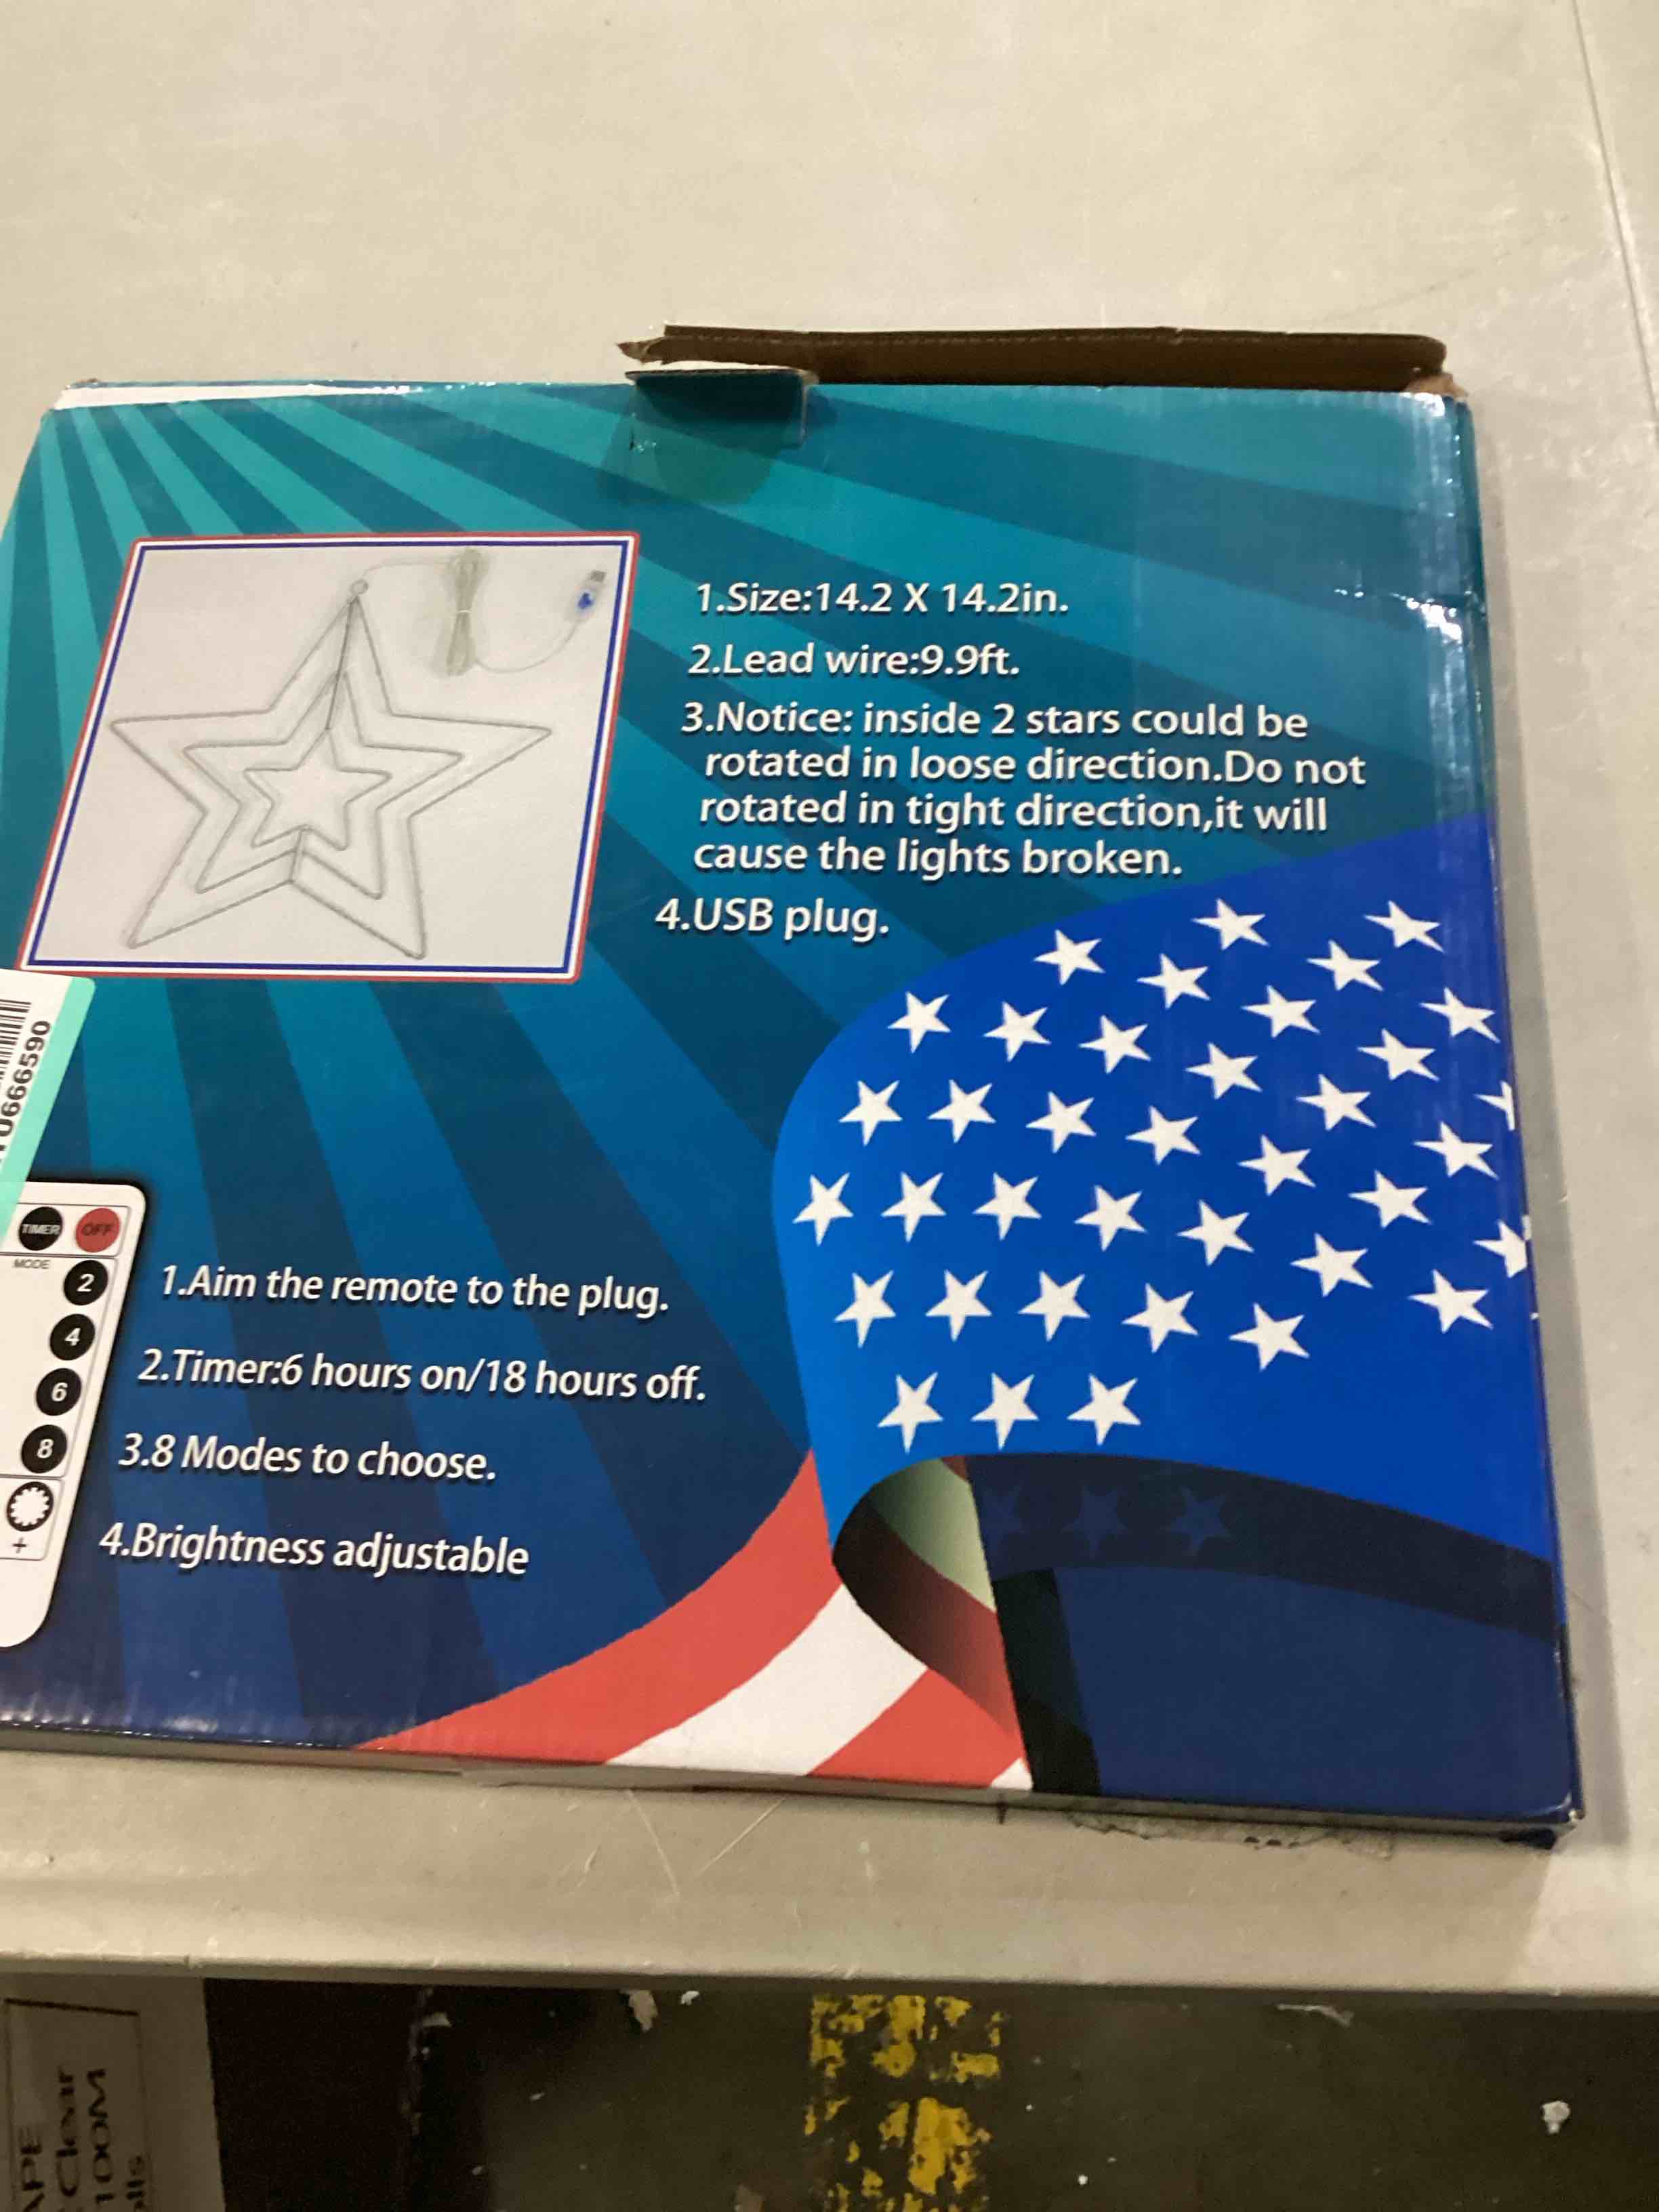 1.Size:14.2 X 14.2in.
2.Lead wire:9.9ft.
3.Notice: inside 2 stars could be
rotated in loose direction.Do not
rotated in tight direction,it will
cause the lights broken.
4.USB plug.
0666590
TIMER OFF
MODE
2
4
6
8
+
1.Aim the remote to the plug.
2.Timer:6 hours on/18 hours off.
3.8 Modes to choose.
4.Brightness adjustable
Clear
100M